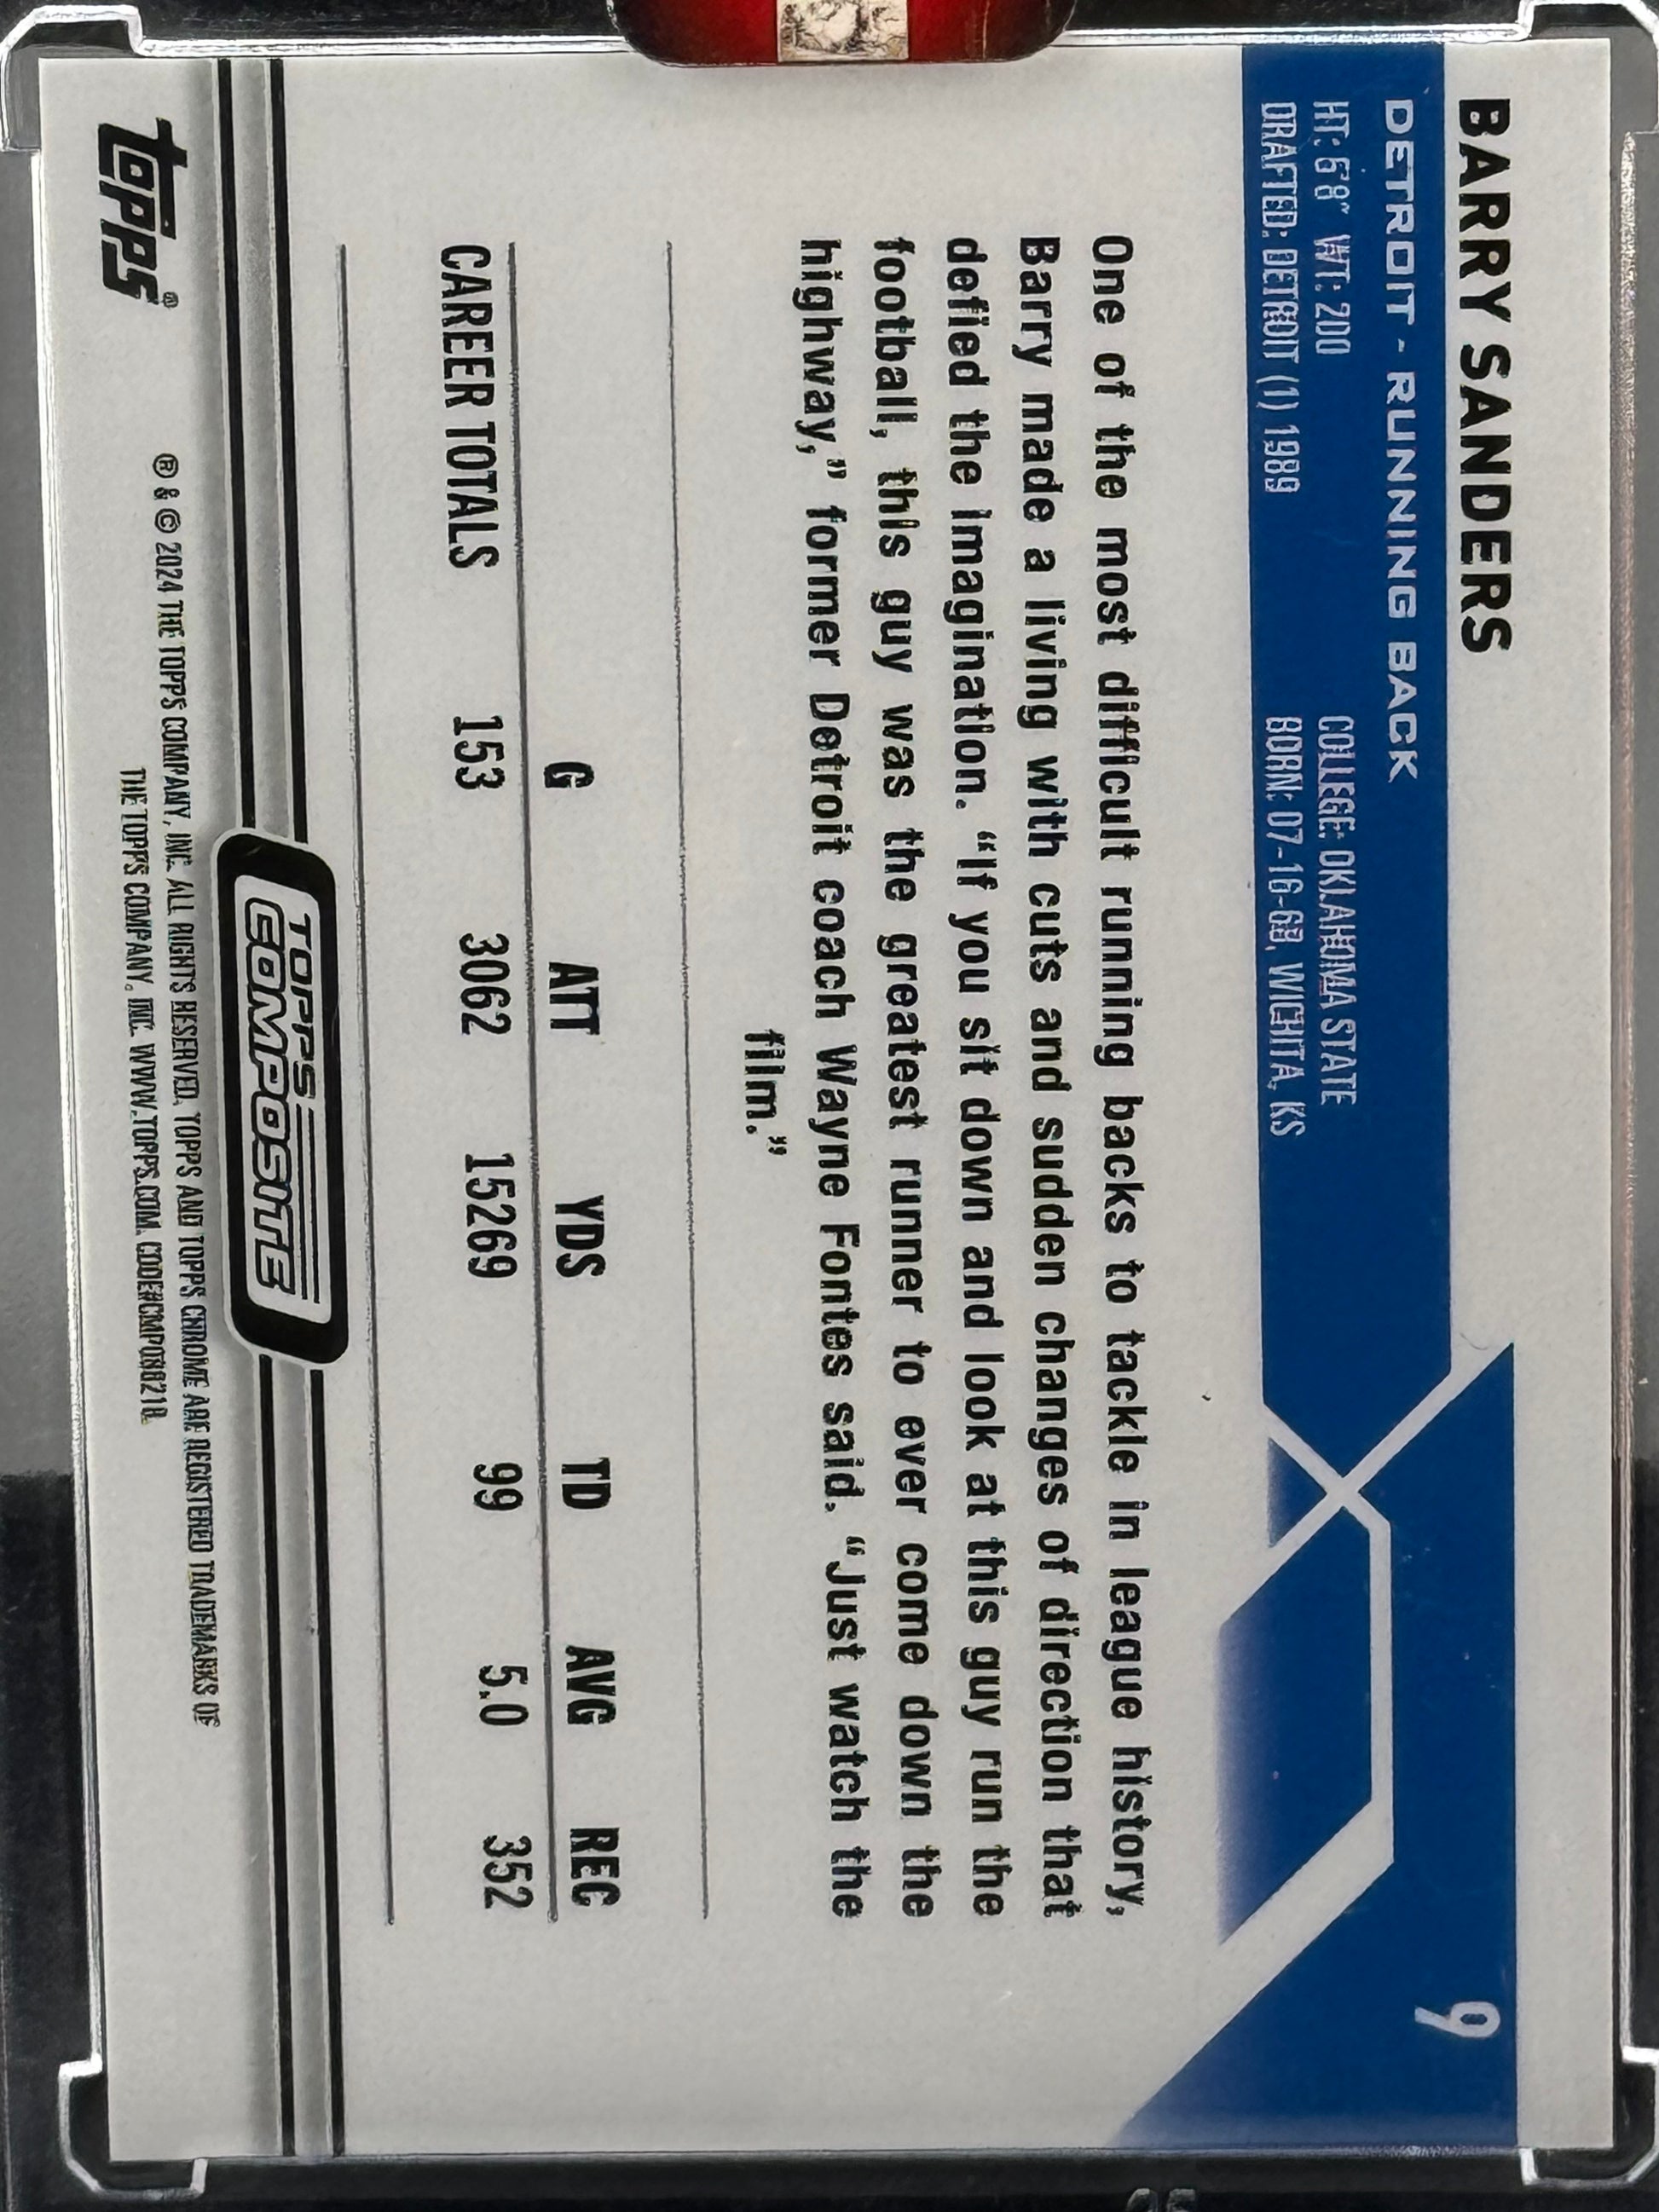 BARRY SANDERS
9
DETROIT - RUNNING BACK
HT: 5'8" WT: 200
COLLEGE: OKLAHOMA STATE
DRAFTED: DETROIT (1) 1989
BORN: 07-16-68, WICHITA, KS
One of the most difficult running backs to tackle in league history,
Barry made a living with cuts and sudden changes of direction that
defied the imagination. “If you sit down and look at this guy run the
football, this guy was the greatest runner to ever come down the
highway,” former Detroit coach Wayne Fontes said. “Just watch the
film.”
G ATT YDS TD AVG REC
CAREER TOTALS 153 3062 15269 99 5.0 352
TOPPS
COMPOSITE
topps®
® & © 2024 THE TOPPS COMPANY, INC. ALL RIGHTS RESERVED. TOPPS AND TOPPS CHROME ARE REGISTERED TRADEMARKS OF
THE TOPPS COMPANY, INC. WWW.TOPPS.COM. CODE#CMP088218